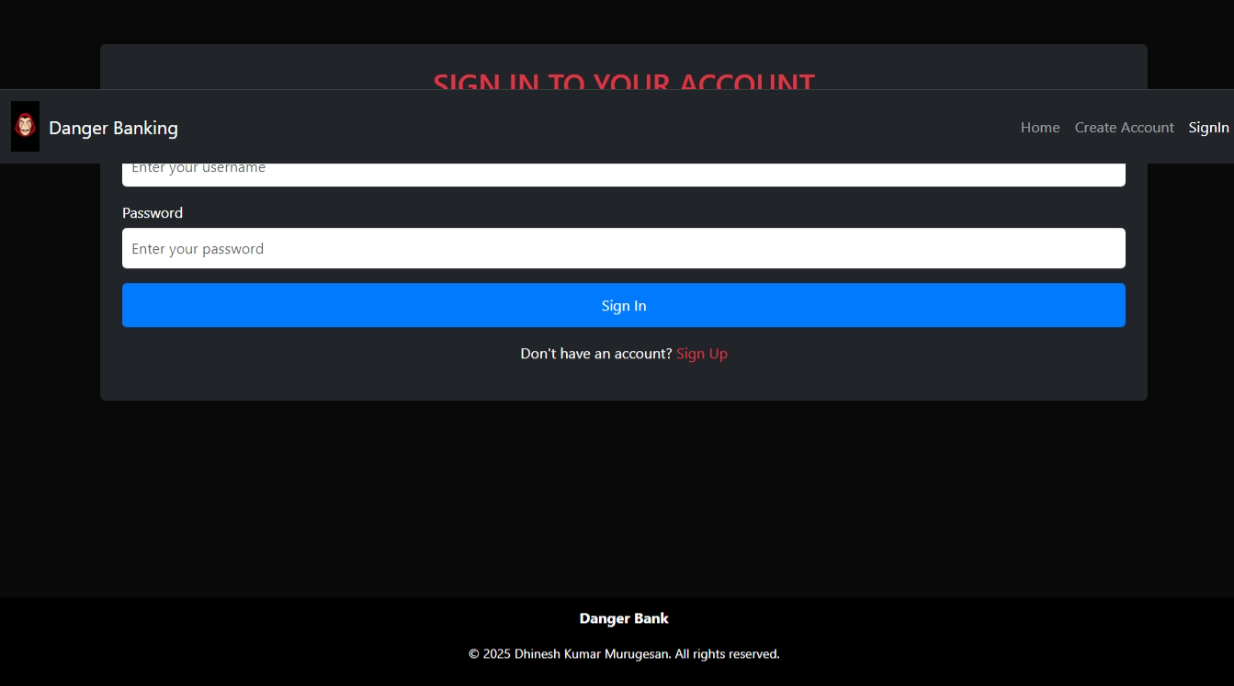 SIGN IN TO YOUR ACCOUNT
Danger Banking
Home Create Account SignIn
Enter your username
Password
Enter your password
Sign In
Don't have an account? Sign Up
Danger Bank
© 2025 Dhinesh Kumar Murugesan. All rights reserved.